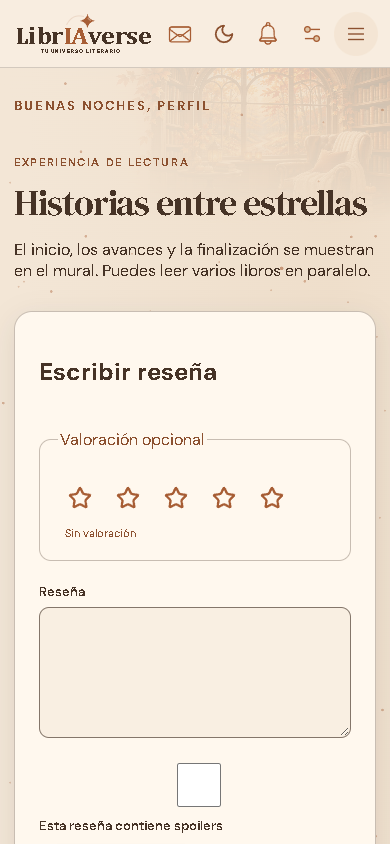 LibrIAverse
TU UNIVERSO LITERARIO
BUENAS NOCHES, PERFIL
EXPERIENCIA DE LECTURA
Historias entre estrellas
El inicio, los avances y la finalización se muestran
en el mural. Puedes leer varios libros en paralelo.
Escribir reseña
Valoración opcional
Sin valoración
Reseña
Esta reseña contiene spoilers